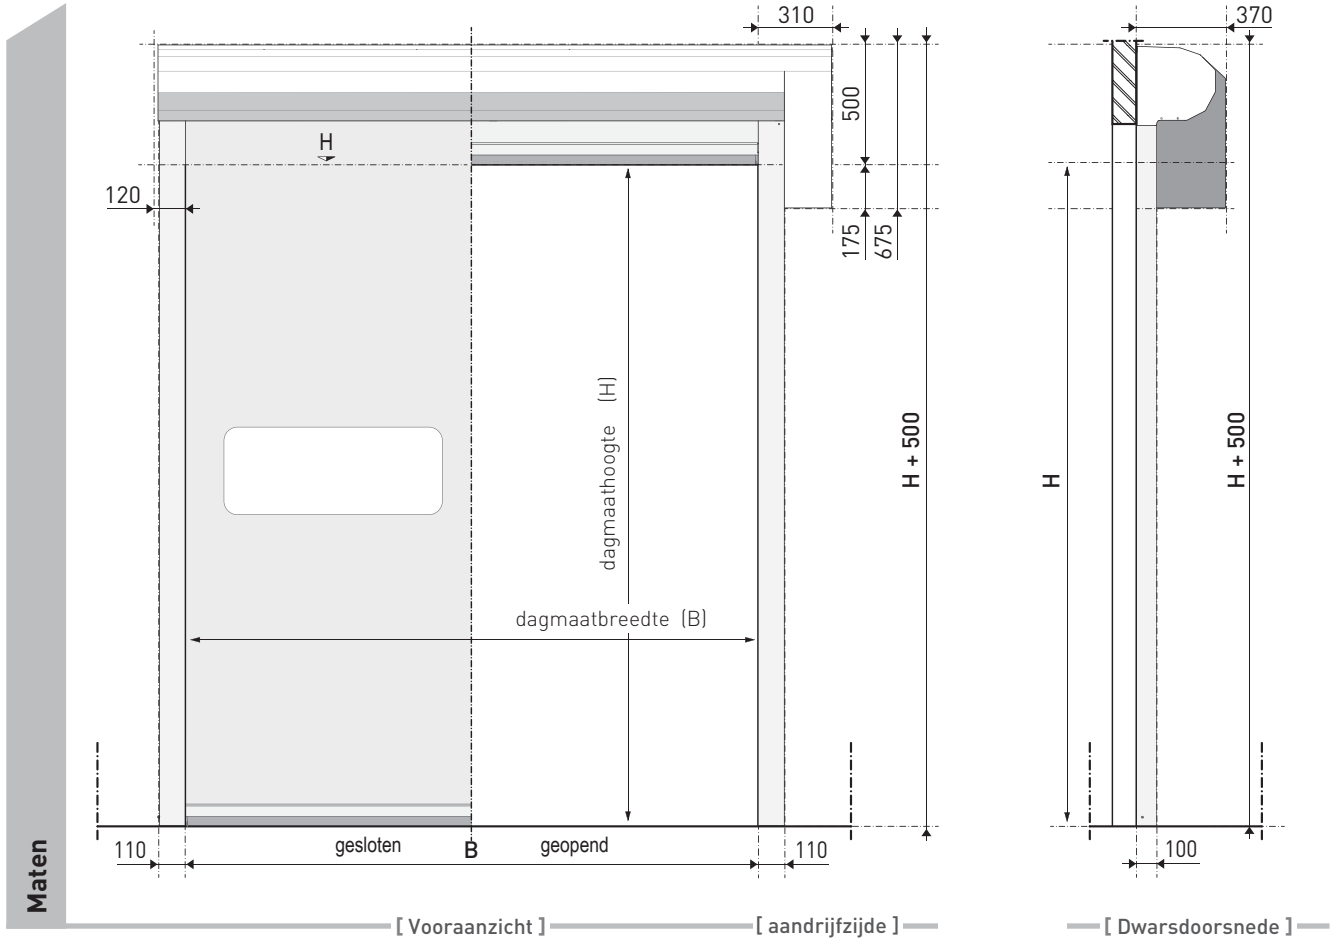 310
370
500
H
120
175
675
dagmaathoogte (H)
H + 500
H
H + 500
dagmaatbreedte (B)
110
gesloten
B
geopend
110
100
Maten
[ Vooraanzicht ]
[ aandrijfzijde ]
[ Dwarsdoorsnede ]